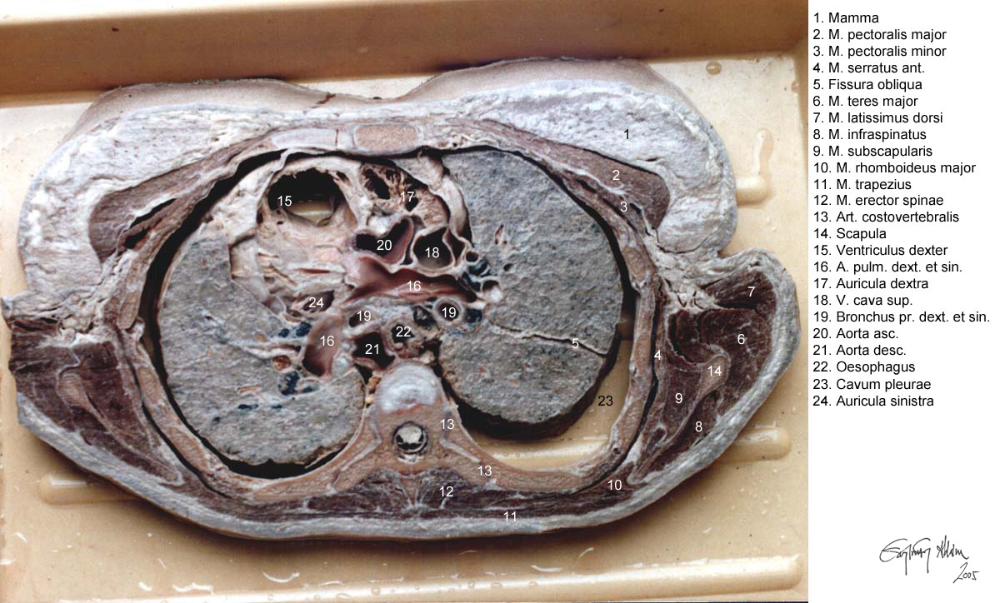 1
2
3
15
17
20
18
16
7
24
19
19
6
16
22
5
21
4
14
9
23
13
8
13
10
12
11
1. Mamma
2. M. pectoralis major
3. M. pectoralis minor
4. M. serratus ant.
5. Fissura obliqua
6. M. teres major
7. M. latissimus dorsi
8. M. infraspinatus
9. M. subscapularis
10. M. rhomboideus major
11. M. trapezius
12. M. erector spinae
13. Art. costovertebralis
14. Scapula
15. Ventriculus dexter
16. A. pulm. dext. et sin.
17. Auricula dextra
18. V. cava sup.
19. Bronchus pr. dext. et sin.
20. Aorta asc.
21. Aorta desc.
22. Oesophagus
23. Cavum pleurae
24. Auricula sinistra
2005